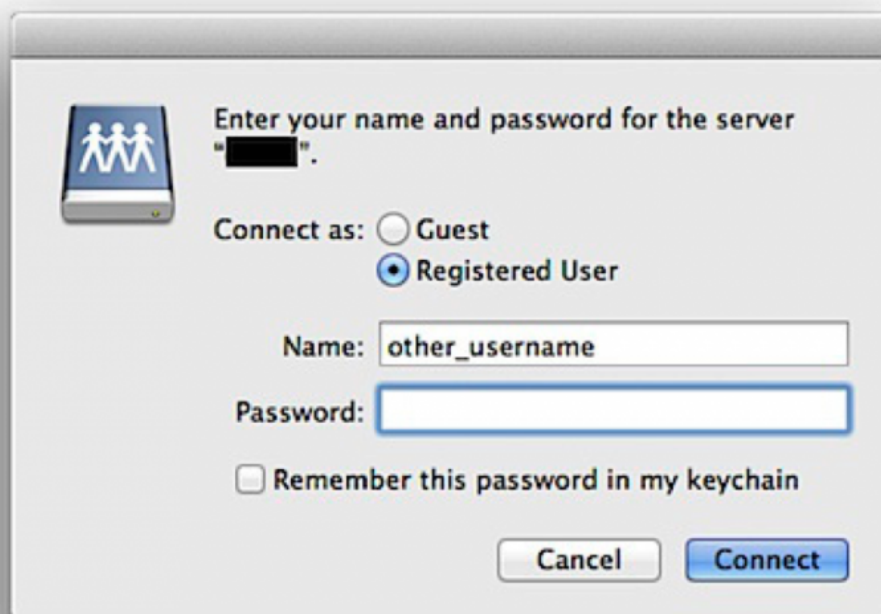 Enter your name and password for the server
“ ”.
Connect as: Guest
Registered User
Name: other_username
Password:
Remember this password in my keychain
Cancel Connect